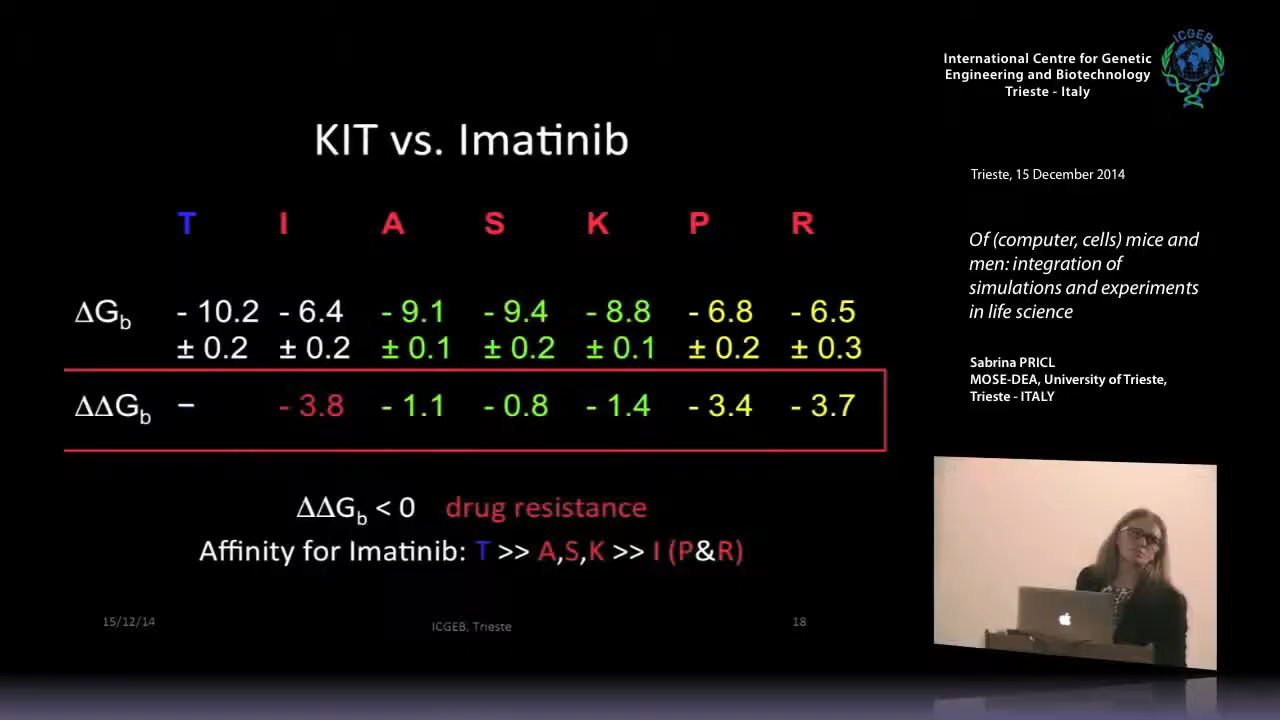 KIT vs. Imatinib
T I A S K P R
ΔGb - 10.2 - 6.4 - 9.1 - 9.4 - 8.8 - 6.8 - 6.5
± 0.2 ± 0.2 ± 0.1 ± 0.2 ± 0.1 ± 0.2 ± 0.3
ΔΔGb – - 3.8 - 1.1 - 0.8 - 1.4 - 3.4 - 3.7
ΔΔGb < 0 drug resistance
Affinity for Imatinib: T >> A,S,K >> I (P&R)
15/12/14 ICGEB, Trieste 18
International Centre for Genetic
Engineering and Biotechnology
Trieste - Italy
ICGEB
Trieste, 15 December 2014
Of (computer, cells) mice and
men: integration of
simulations and experiments
in life science
Sabrina PRICL
MOSE-DEA, University of Trieste,
Trieste - ITALY